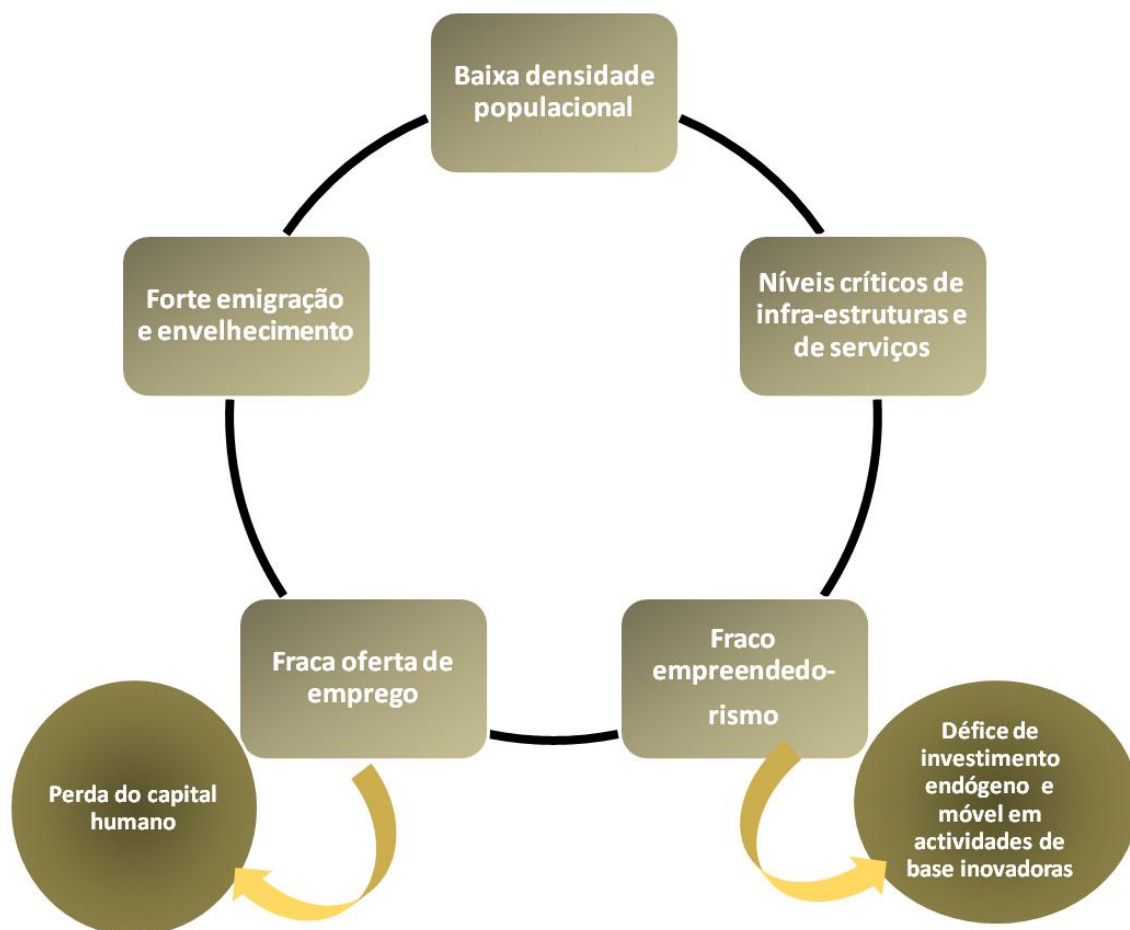 Baixa densidade
populacional
Forte emigração
e envelhecimento
Níveis críticos de
infra-estruturas e
de serviços
Fraca oferta de
emprego
Fraco
empreendedo-
rismo
Perda do capital
humano
Défice de
investimento
endógeno e
móvel em
actividades de
base inovadoras